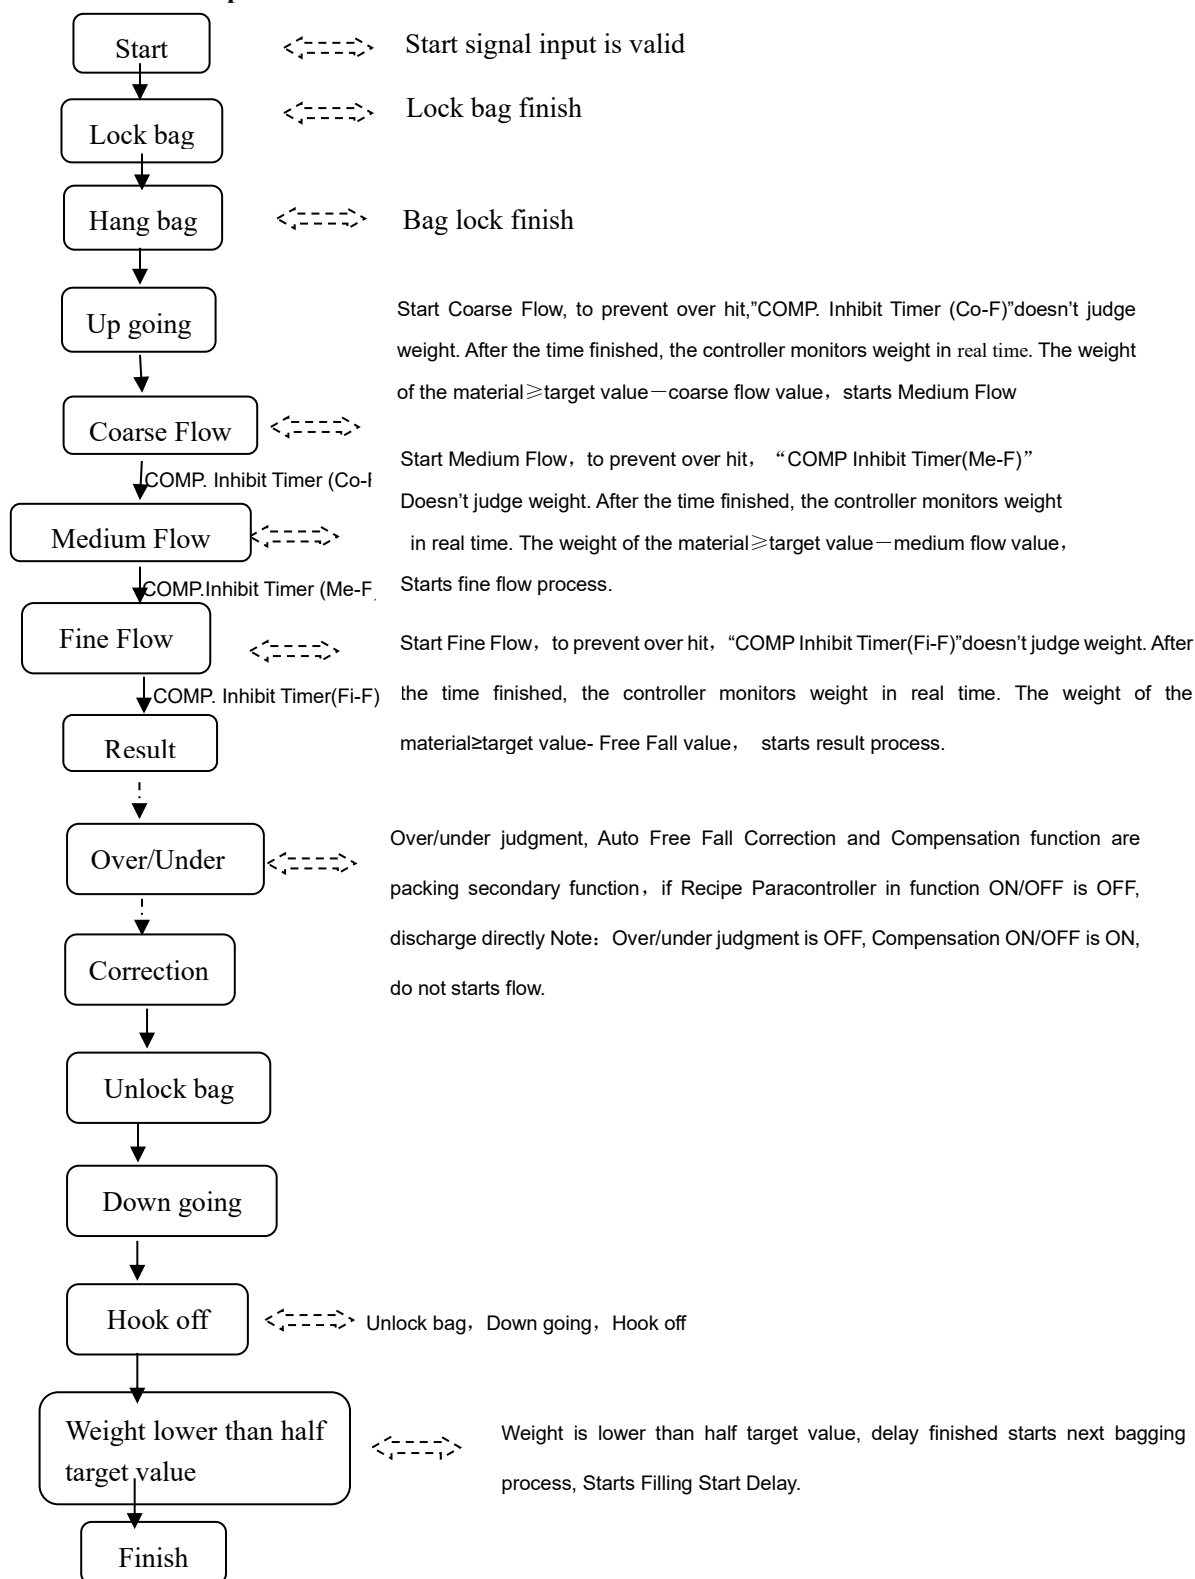 Start
Start signal input is valid
Lock bag
Lock bag finish
Hang bag
Bag lock finish
Up going
Start Coarse Flow, to prevent over hit,”COMP. Inhibit Timer (Co-F)”doesn't judge
weight. After the time finished, the controller monitors weight in real time. The weight
of the material≥target value－coarse flow value，starts Medium Flow
Coarse Flow
COMP. Inhibit Timer (Co-F
Start Medium Flow，to prevent over hit，“COMP Inhibit Timer(Me-F)”
Doesn't judge weight. After the time finished, the controller monitors weight
in real time. The weight of the material≥target value－medium flow value，
Starts fine flow process.
Medium Flow
COMP.Inhibit Timer (Me-F
Fine Flow
Start Fine Flow，to prevent over hit，“COMP Inhibit Timer(Fi-F)”doesn't judge weight. After
the time finished, the controller monitors weight in real time. The weight of the
material≥target value- Free Fall value， starts result process.
COMP. Inhibit Timer(Fi-F)
Result
Over/Under
Over/under judgment, Auto Free Fall Correction and Compensation function are
packing secondary function，if Recipe Paracontroller in function ON/OFF is OFF,
discharge directly Note：Over/under judgment is OFF, Compensation ON/OFF is ON,
do not starts flow.
Correction
Unlock bag
Down going
Hook off
Unlock bag，Down going，Hook off
Weight lower than half
target value
Weight is lower than half target value, delay finished starts next bagging
process, Starts Filling Start Delay.
Finish